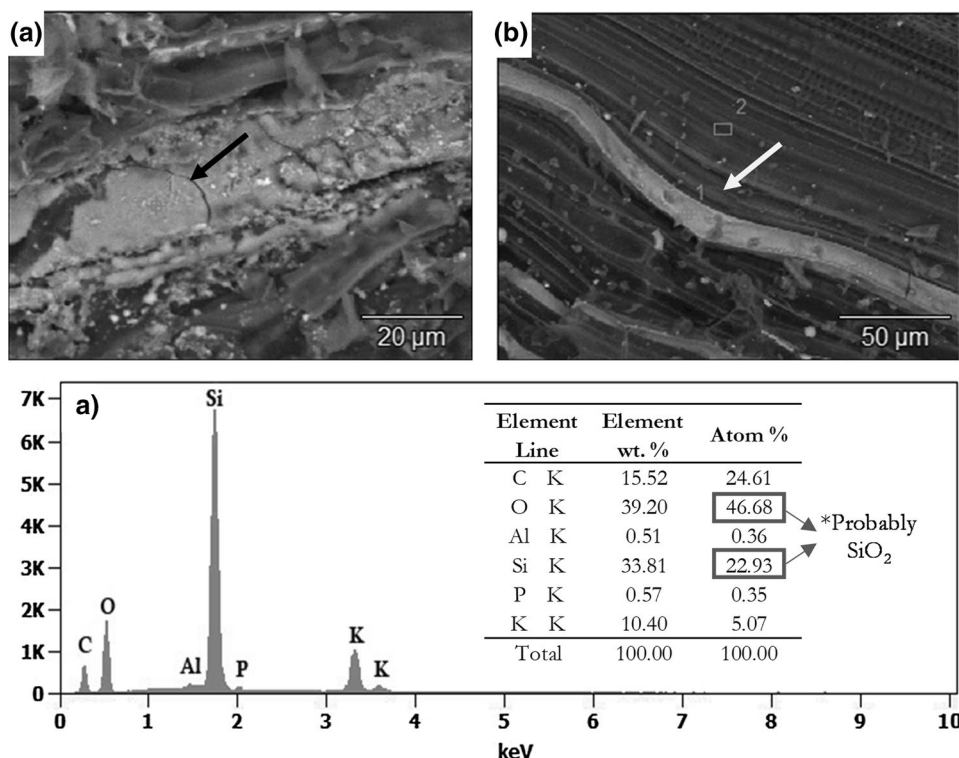 (a)
(b)
2
1
1
20 µm
50 µm
a)
7K
6K
5K
4K
3K
2K
1K
0
C
O
Al
Si
P
K
K
0 1 2 3 4 5 6 7 8 9 10
keV
Element Line Element wt. % Atom %
C K 15.52 24.61
O K 39.20 46.68
Al K 0.51 0.36
Si K 33.81 22.93
P K 0.57 0.35
K K 10.40 5.07
Total 100.00 100.00
*Probably
SiO₂